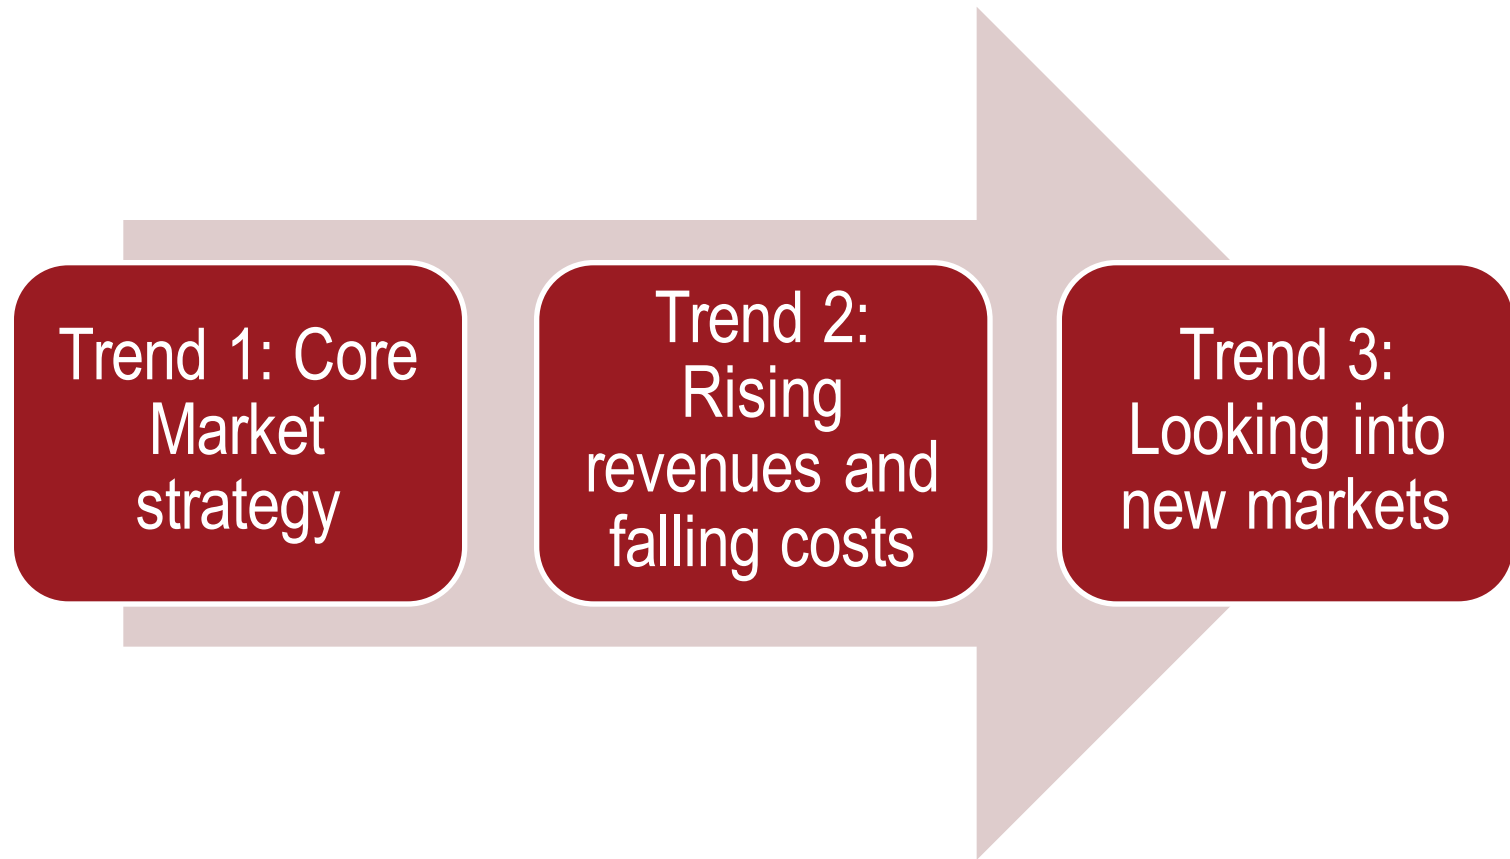 Trend 1: Core
Market
strategy
Trend 2:
Rising
revenues and
falling costs
Trend 3:
Looking into
new markets